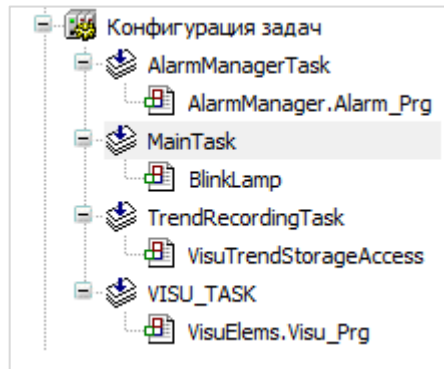 Конфигурация задач
AlarmManagerTask
AlarmManager.Alarm_Prg
MainTask
BlinkLamp
TrendRecordingTask
VisuTrendStorageAccess
VISU_TASK
VisuElems.Visu_Prg